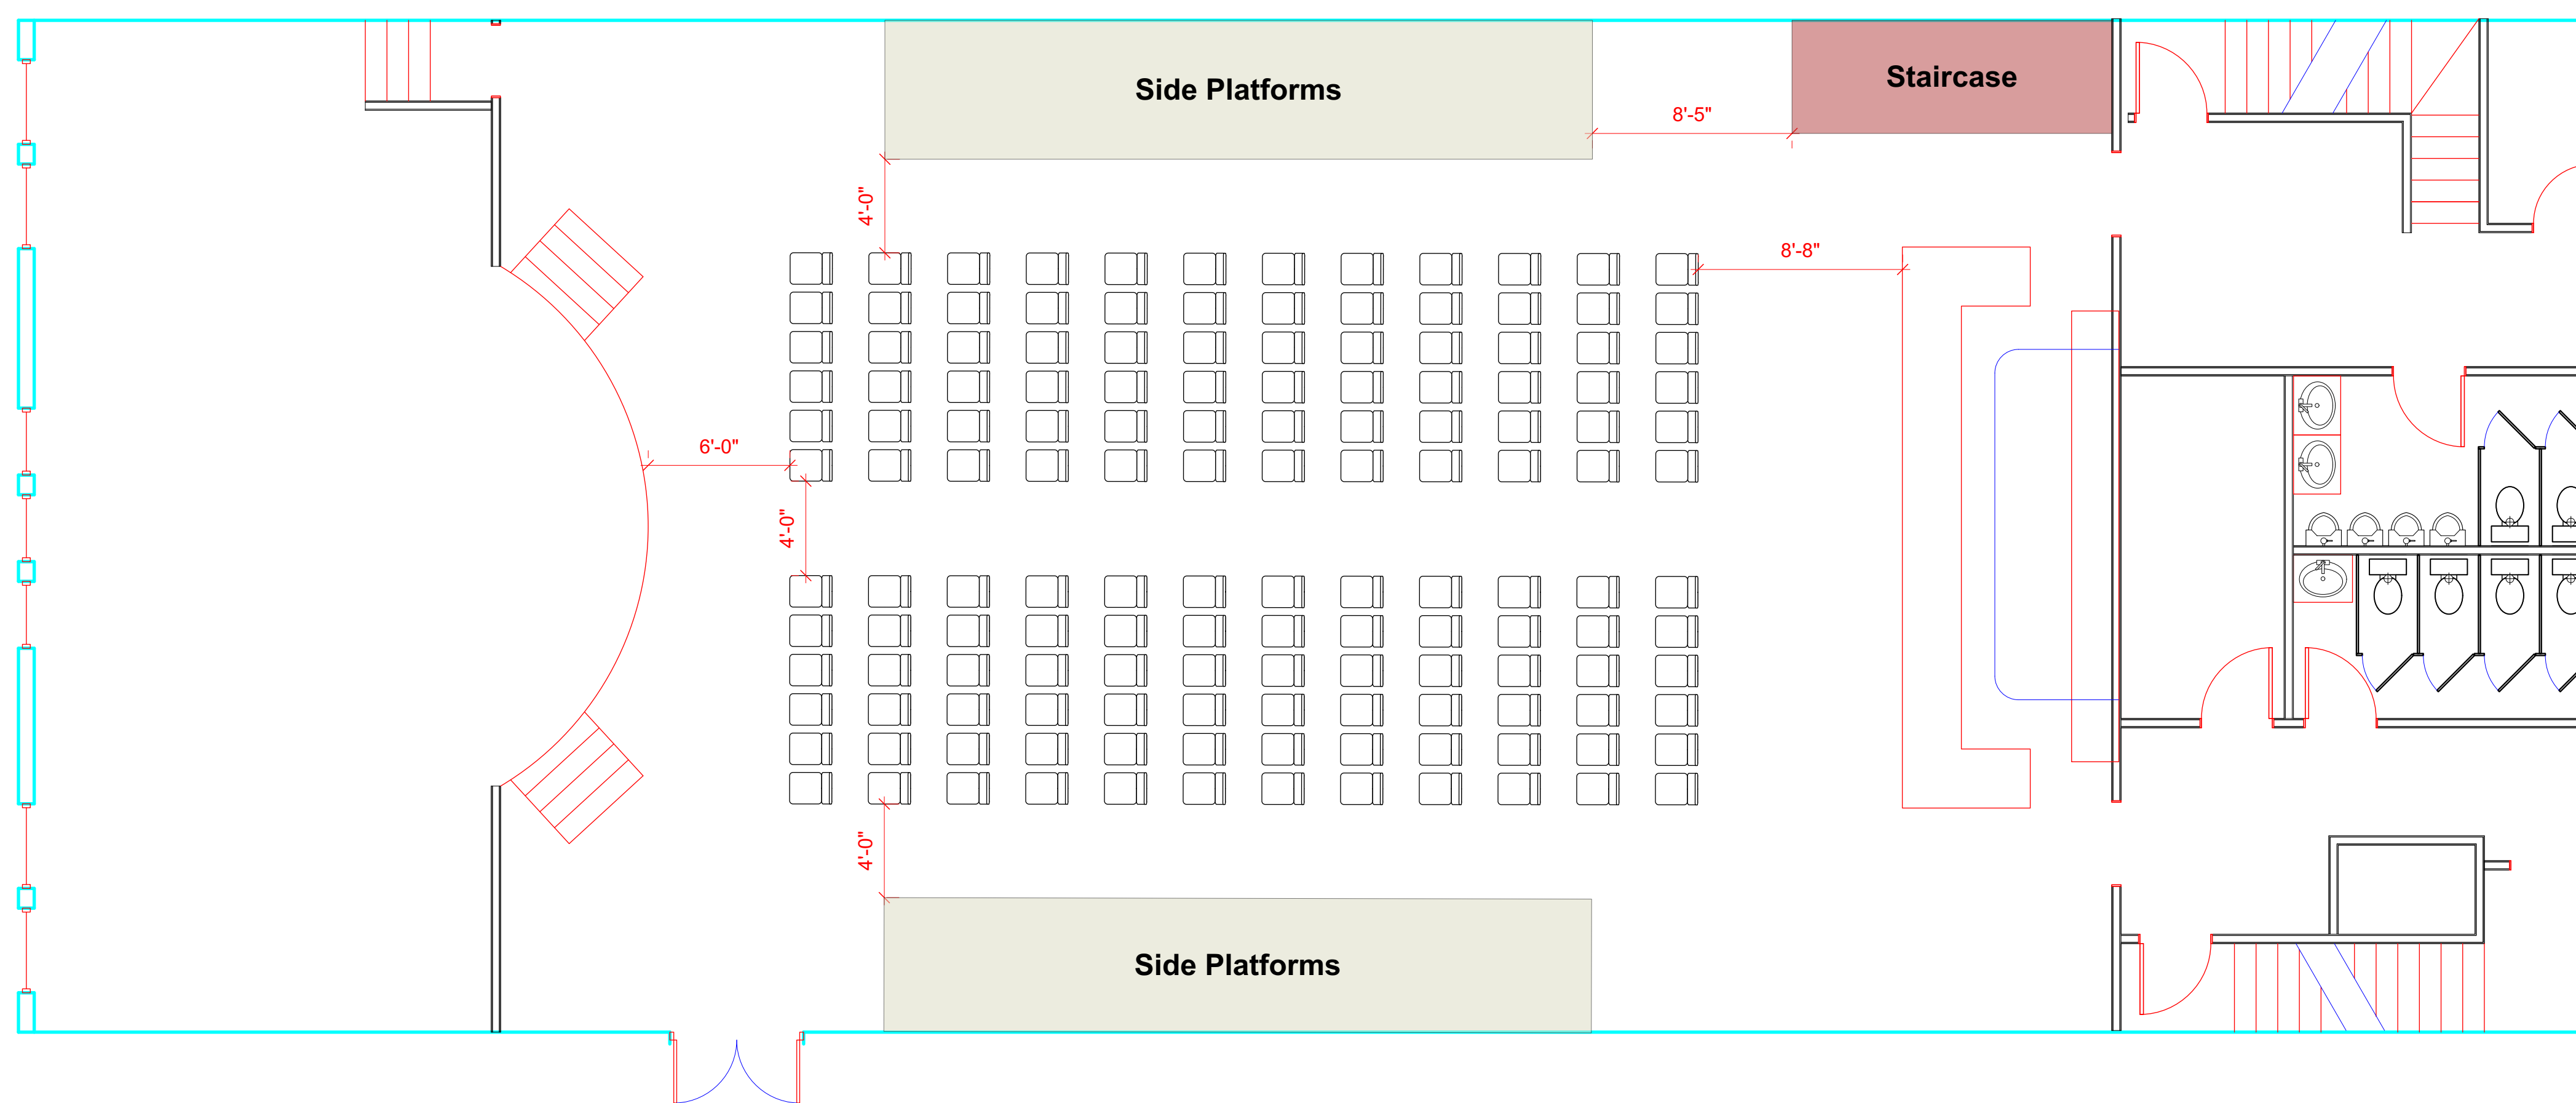 Side Platforms
Staircase
8'-5"
4'-0"
8'-8"
6'-0"
4'-0"
4'-0"
Side Platforms